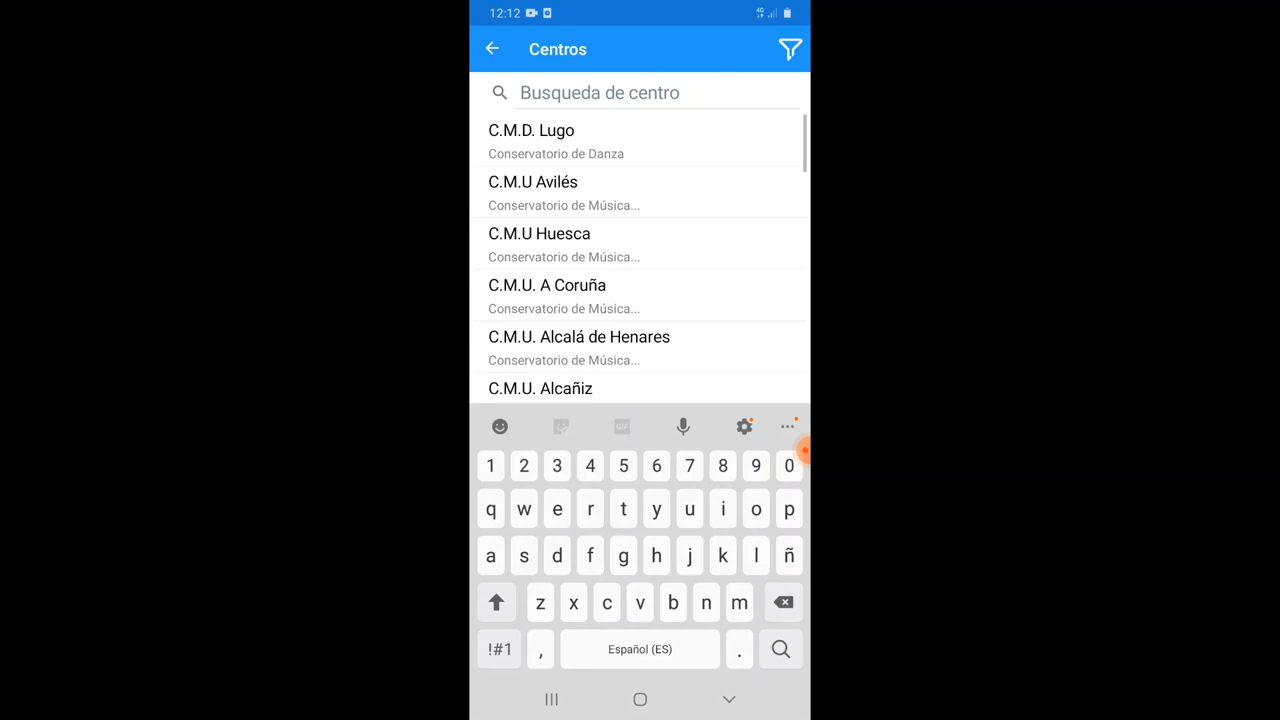 12:12
4G
Centros
Busqueda de centro
C.M.D. Lugo
Conservatorio de Danza
C.M.U Avilés
Conservatorio de Música...
C.M.U Huesca
Conservatorio de Música...
C.M.U. A Coruña
Conservatorio de Música...
C.M.U. Alcalá de Henares
Conservatorio de Música...
C.M.U. Alcañiz
GIF
1 2 3 4 5 6 7 8 9 0
q w e r t y u i o p
a s d f g h j k l ñ
z x c v b n m
!#1 , Español (ES) .